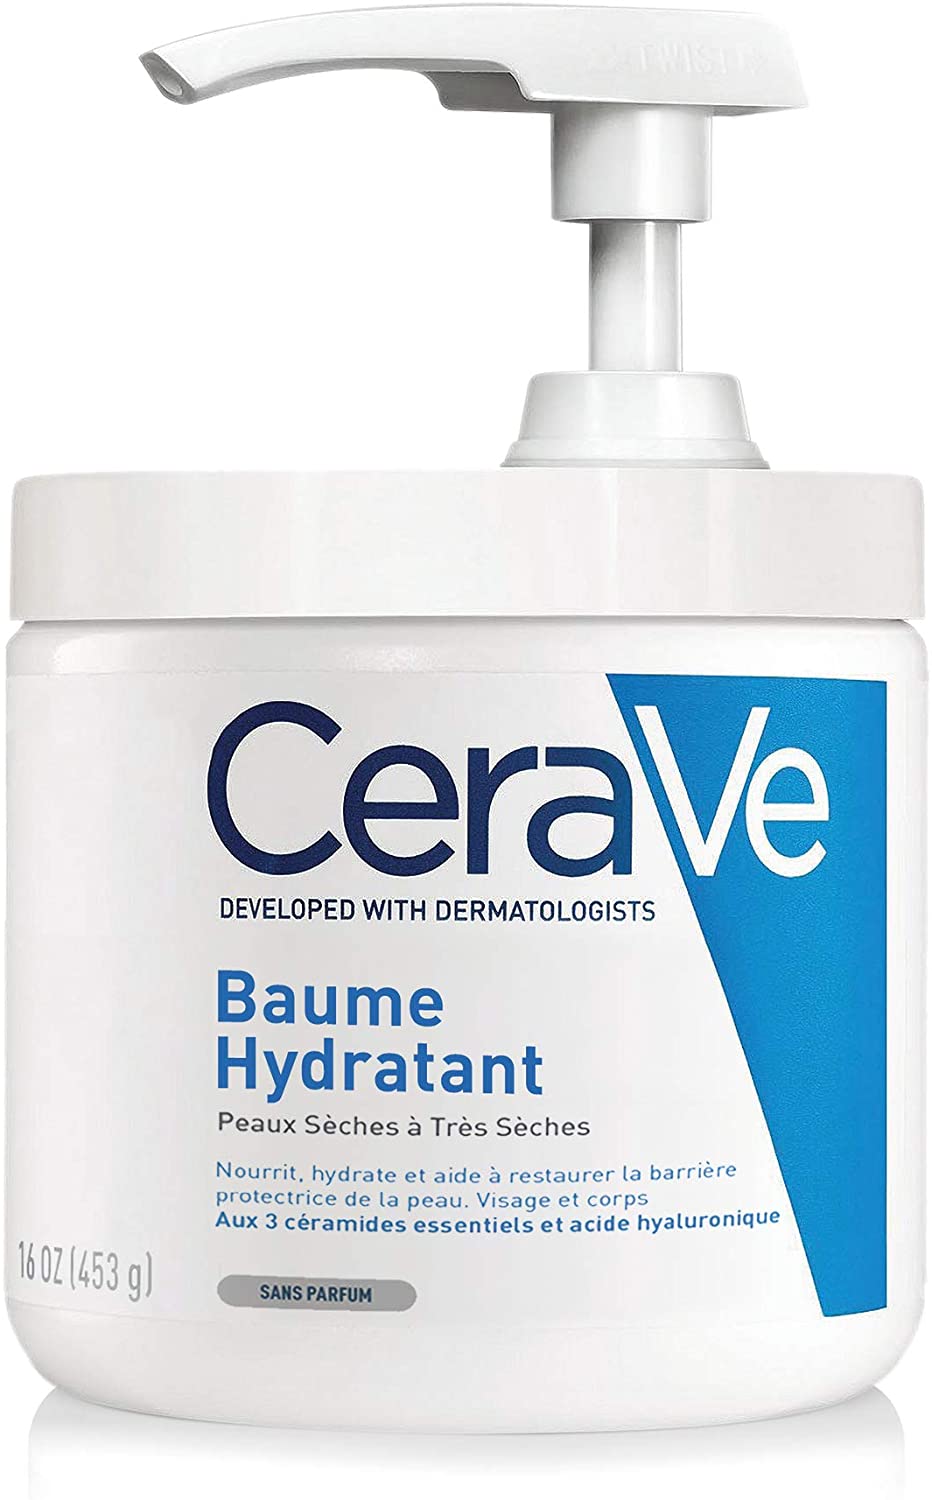 TWIST
CeraVe
DEVELOPED WITH DERMATOLOGISTS
Baume
Hydratant
Peaux Sèches à Très Sèches
Nourrit, hydrate et aide à restaurer la barrière
protectrice de la peau. Visage et corps
Aux 3 céramides essentiels et acide hyaluronique
16 OZ (453 g)
SANS PARFUM